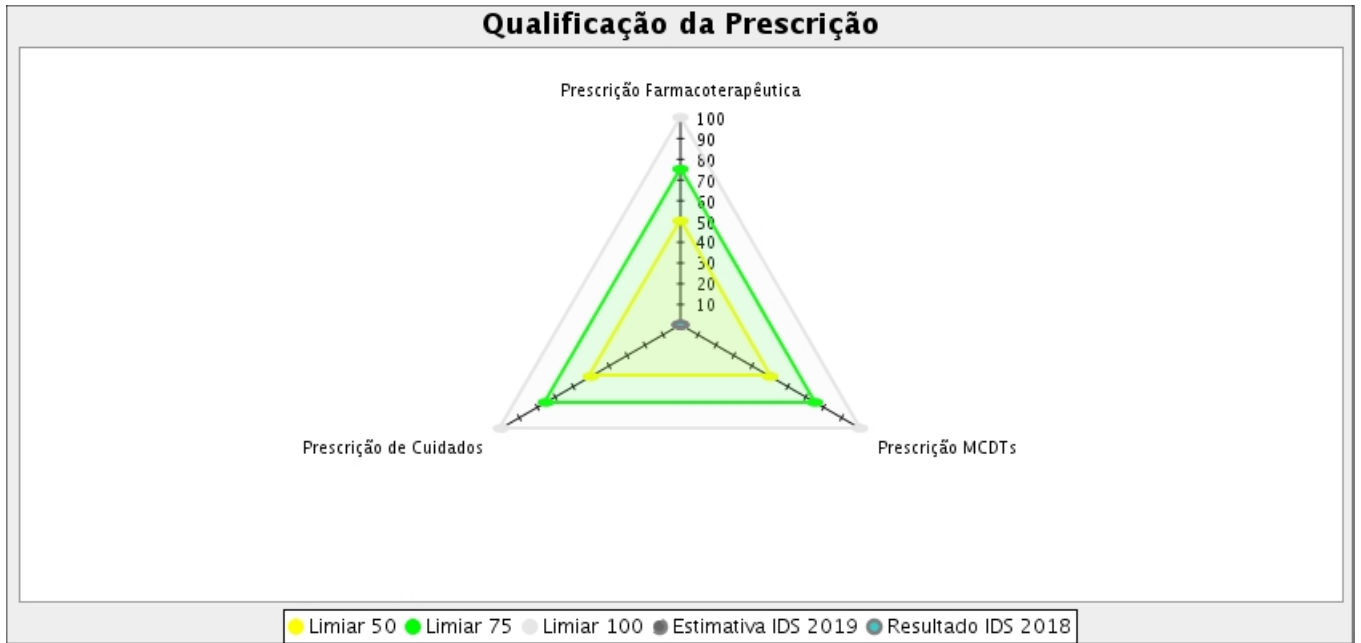 Qualificação da Prescrição
Prescrição Farmacoterapêutica
100
90
80
70
60
50
40
30
20
10
Prescrição de Cuidados
Prescrição MCDTs
Limiar 50 Limiar 75 Limiar 100 Estimativa IDS 2019 Resultado IDS 2018